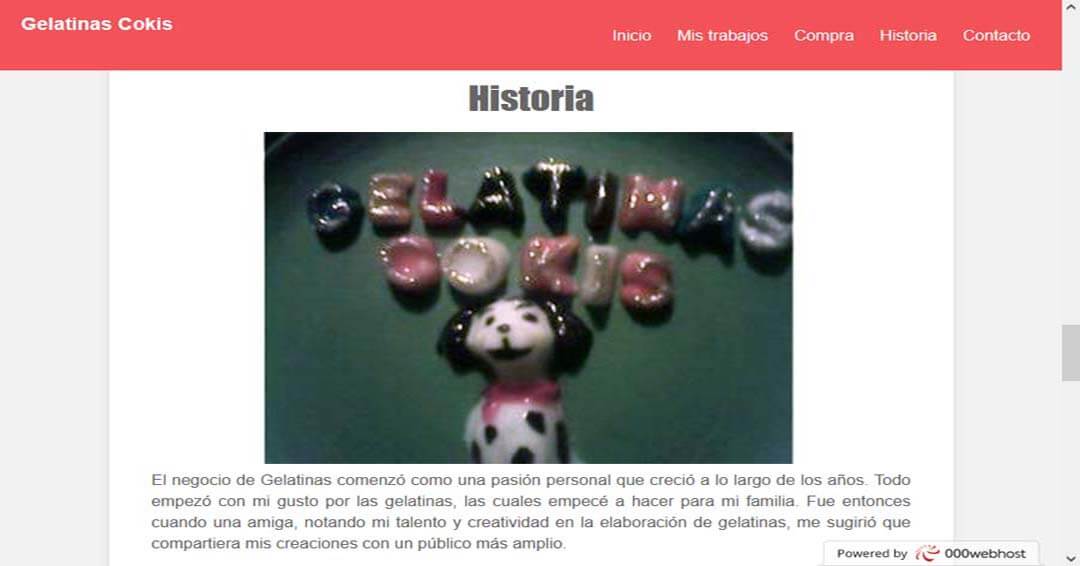 Gelatinas Cokis
Inicio Mis trabajos Compra Historia Contacto
Historia
GELATINAS
COKIS
El negocio de Gelatinas comenzó como una pasión personal que creció a lo largo de los años. Todo
empezó con mi gusto por las gelatinas, las cuales empecé a hacer para mi familia. Fue entonces
cuando una amiga, notando mi talento y creatividad en la elaboración de gelatinas, me sugirió que
compartiera mis creaciones con un público más amplio.
Powered by 000webhost